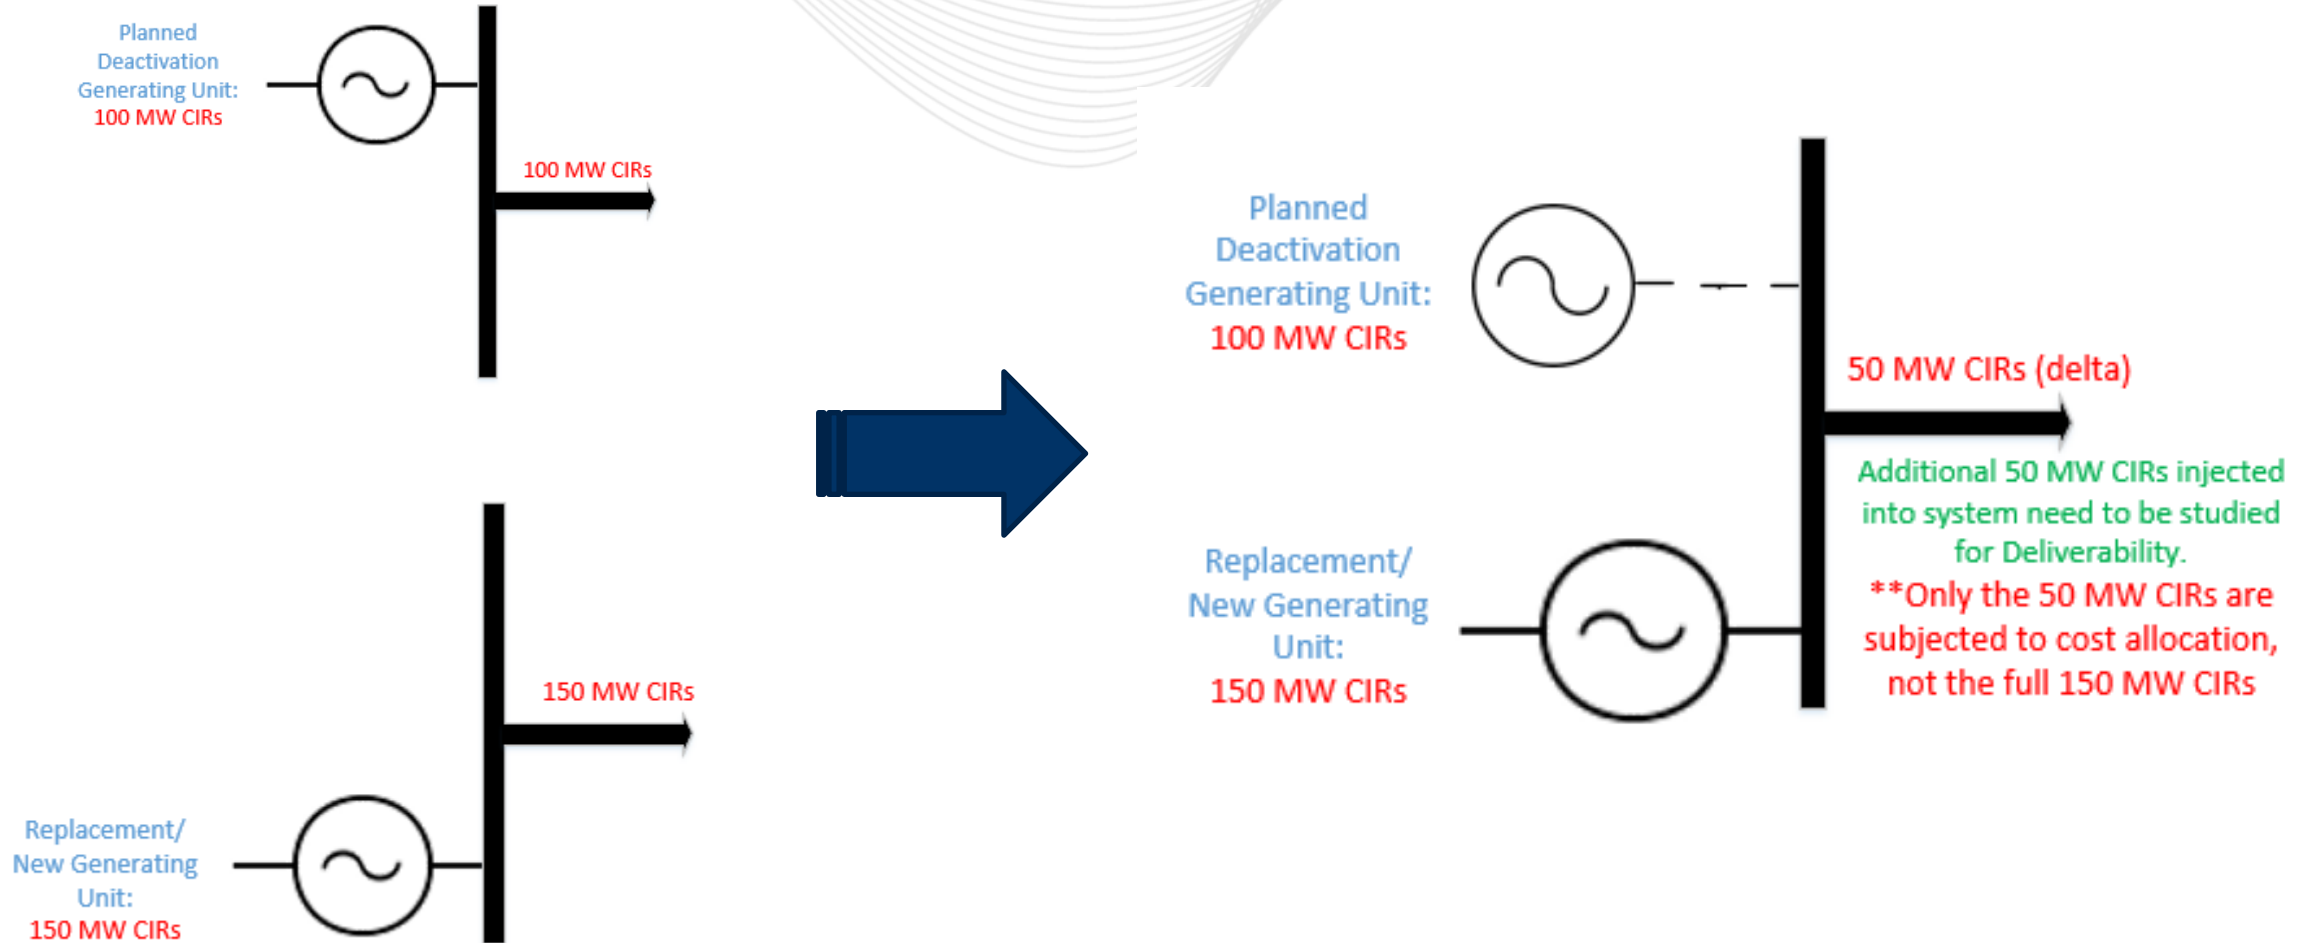 Planned
Deactivation
Generating Unit:
100 MW CIRs
100 MW CIRs
Replacement/
New Generating
Unit:
150 MW CIRs
150 MW CIRs
Planned
Deactivation
Generating Unit:
100 MW CIRs
Replacement/
New Generating
Unit:
150 MW CIRs
50 MW CIRs (delta)
Additional 50 MW CIRs injected
into system need to be studied
for Deliverability.
**Only the 50 MW CIRs are
subjected to cost allocation,
not the full 150 MW CIRs